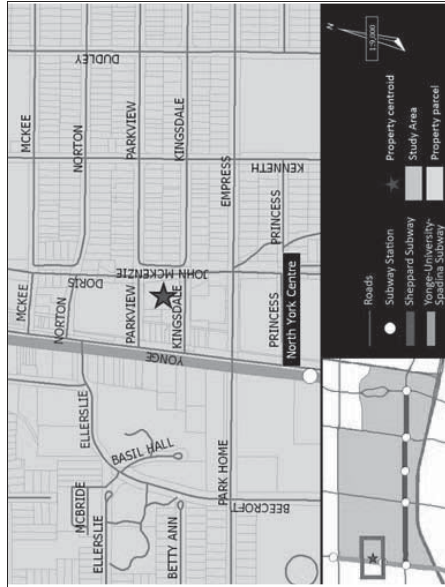 DUDLEY
MCKEE
NORTON
PARKVIEW
KINGSDALE
EMPRESS
KENNETH
PRINCESS
JOHN MCKENZIE
DORIS
MCKEE
NORTON
PARKVIEW
KINGSDALE
PRINCESS
North York Centre
YONGE
ELLERSLIE
BASIL HALL
PARK HOME
BEECROFT
MCBRIDE
ELLERSLIE
BETTY ANN
N
1:9,000
Roads
Subway Station
Sheppard Subway
Yonge-University-
Spadina Subway
Property centroid
Study Area
Property parcel